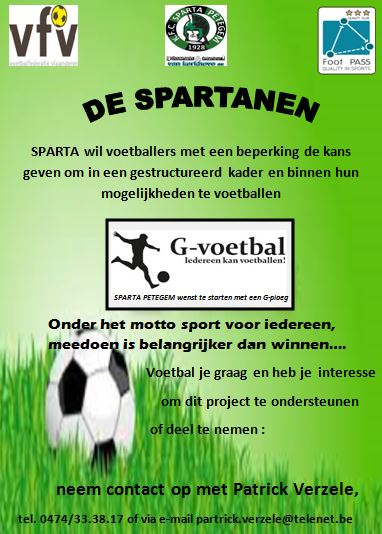 vfv
voetbalfederatie vlaanderen
K.F.C. SPARTA PETEGEM
1928
QUALITY CLUB
Foot PASS
QUALITY IN SPORTS
DE SPARTANEN
SPARTA wil voetballers met een beperking de kans
geven om in een gestructureerd kader en binnen hun
mogelijkheden te voetballen
G-voetbal
Iedereen kan voetballen!
SPARTA PETEGEM wenst te starten met een G-ploeg
Onder het motto sport voor iedereen,
meedoen is belangrijker dan winnen....
Voetbal je graag en heb je interesse
om dit project te ondersteunen
of deel te nemen :
neem contact op met Patrick Verzele,
tel. 0474/33.38.17 of via e-mail partrick.verzele@telenet.be